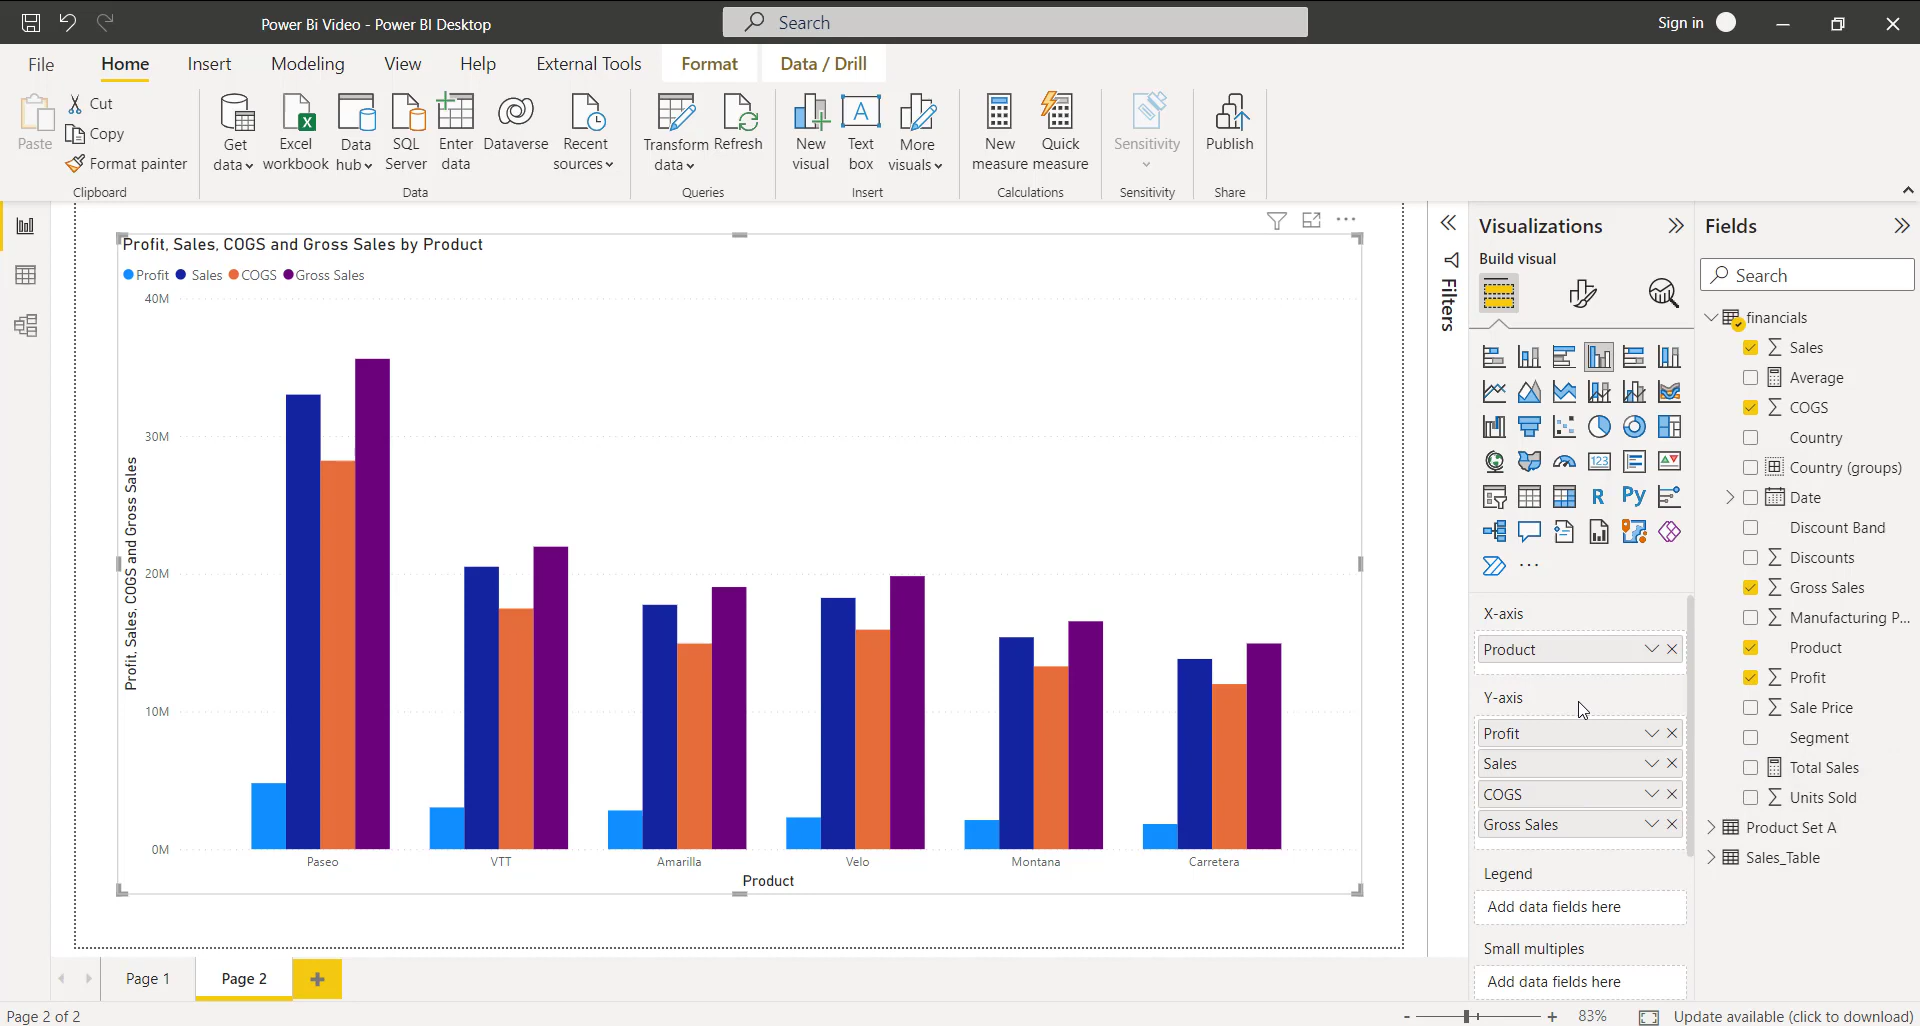 Power Bi Video - Power BI Desktop
Search
Sign in
File
Home
Insert
Modeling
View
Help
External Tools
Format
Data / Drill
Paste
Cut
Copy
Format painter
Clipboard
Get data
Excel workbook
Data hub
SQL Server
Enter data
Dataverse
Recent sources
Data
Transform data
Refresh
Queries
New visual
Text box
More visuals
Insert
New measure
Quick measure
Calculations
Sensitivity
Sensitivity
Publish
Share
Profit, Sales, COGS and Gross Sales by Product
Profit Sales COGS Gross Sales
40M
30M
20M
10M
0M
Profit, Sales, COGS and Gross Sales
Paseo
VTT
Amarilla
Velo
Montana
Carretera
Product
Filters
Visualizations
Build visual
123
R
Py
X-axis
Product
Y-axis
Profit
Sales
COGS
Gross Sales
Legend
Add data fields here
Small multiples
Add data fields here
Fields
Search
financials
Sales
Average
COGS
Country
Country (groups)
Date
Discount Band
Discounts
Gross Sales
Manufacturing P...
Product
Profit
Sale Price
Segment
Total Sales
Units Sold
Product Set A
Sales_Table
Page 1
Page 2
Page 2 of 2
83%
Update available (click to download)